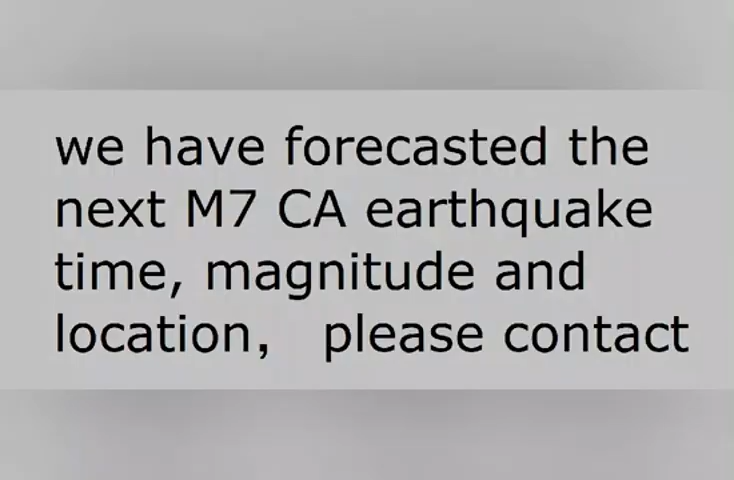 we have forecasted the
next M7 CA earthquake
time, magnitude and
location， please contact